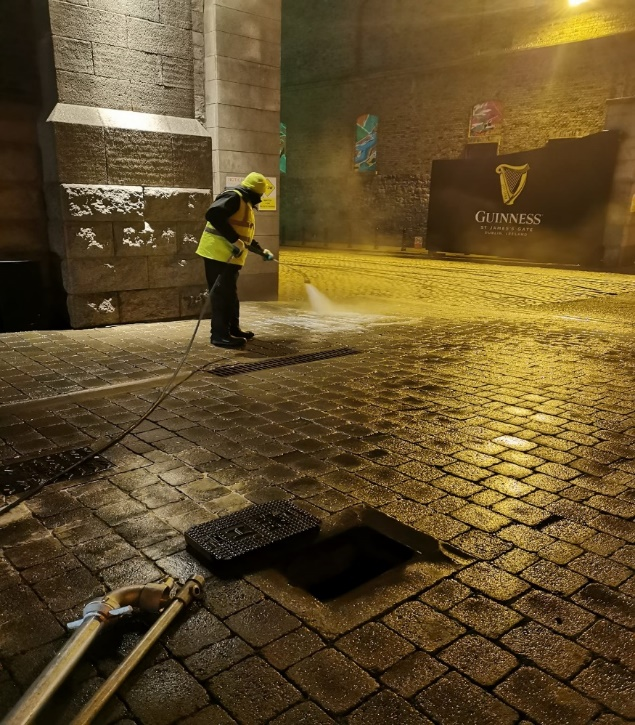 GUINNESS
ST. JAMES'S GATE
DUBLIN, IRELAND